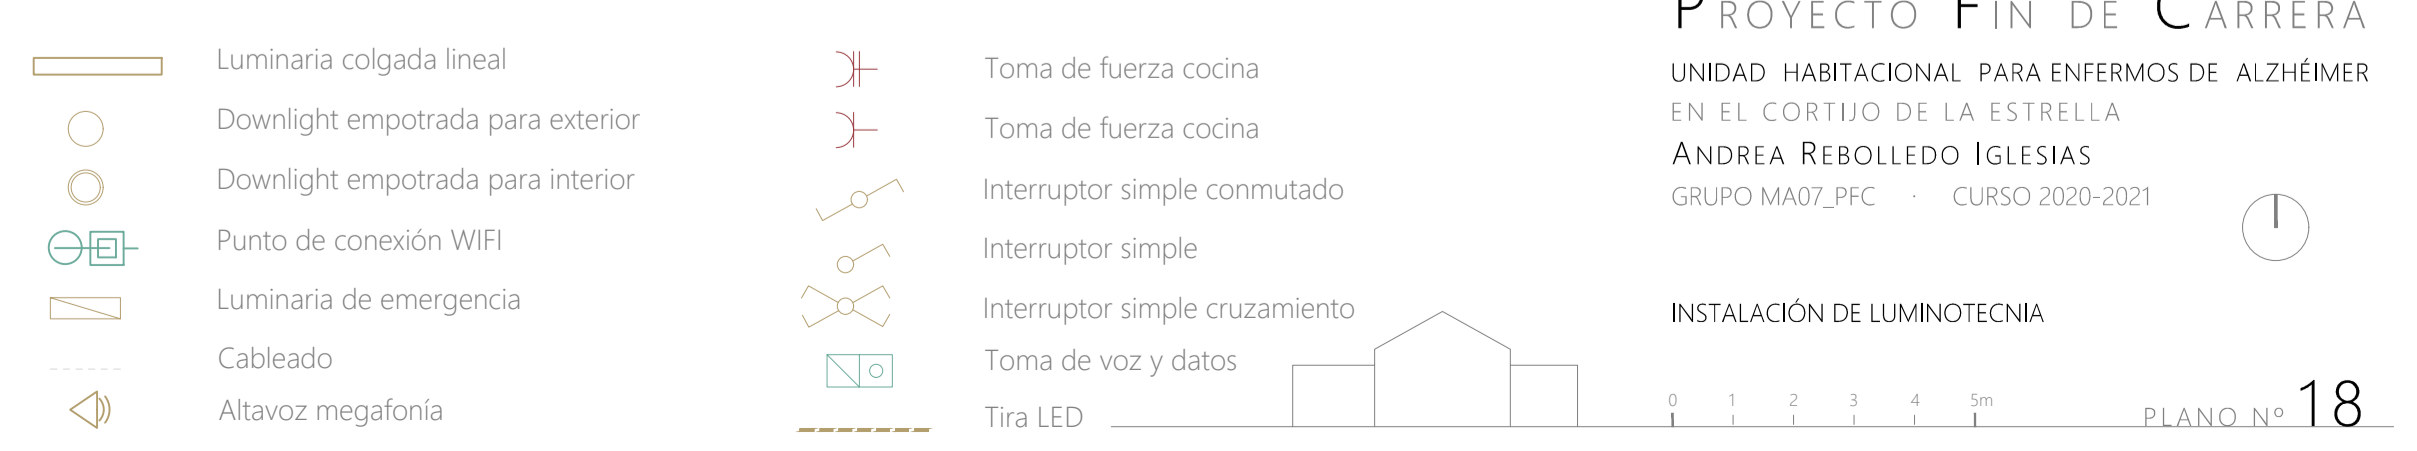 Luminaria colgada lineal
Downlight empotrada para exterior
Downlight empotrada para interior
Punto de conexión WIFI
Luminaria de emergencia
Cableado
Altavoz megafonía
Toma de fuerza cocina
Toma de fuerza cocina
Interruptor simple conmutado
Interruptor simple
Interruptor simple cruzamiento
Toma de voz y datos
Tira LED
PROYECTO FIN DE CARRERA
UNIDAD HABITACIONAL PARA ENFERMOS DE ALZHÉIMER
EN EL CORTIJO DE LA ESTRELLA
ANDREA REBOLLEDO IGLESIAS
GRUPO MA07_PFC · CURSO 2020-2021
INSTALACIÓN DE LUMINOTECNIA
0 1 2 3 4 5m
PLANO Nº 18